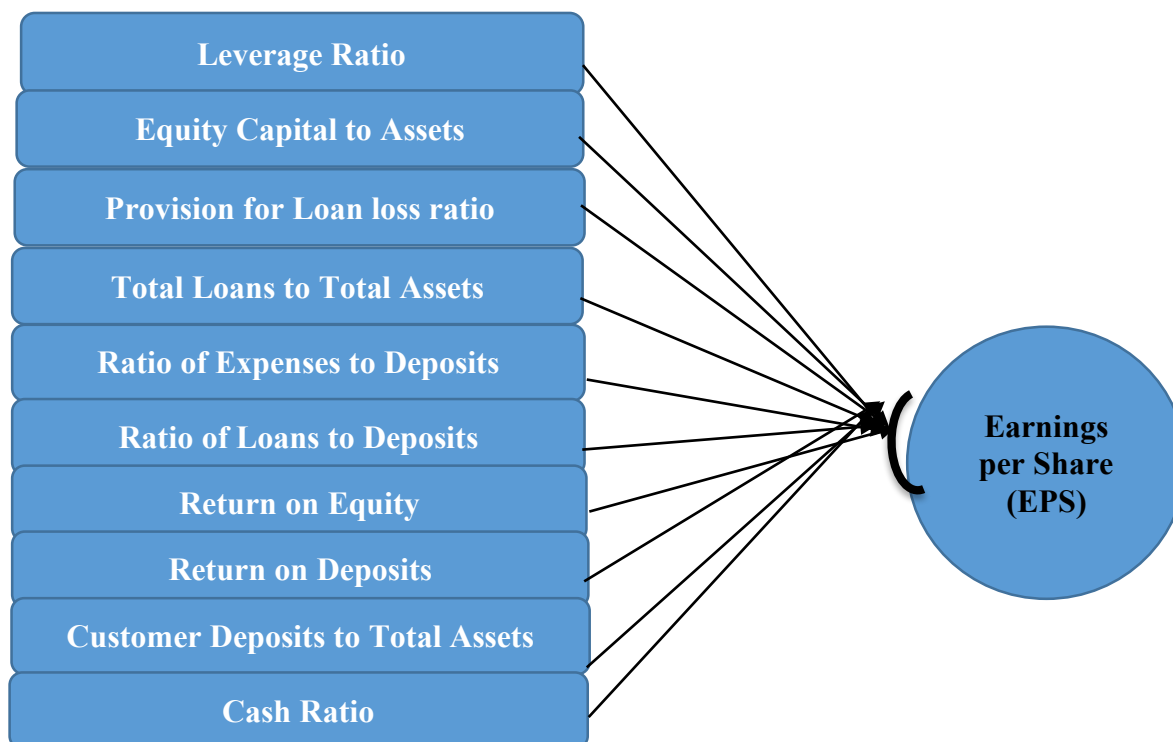 Leverage Ratio
Equity Capital to Assets
Provision for Loan loss ratio
Total Loans to Total Assets
Ratio of Expenses to Deposits
Ratio of Loans to Deposits
Return on Equity
Return on Deposits
Customer Deposits to Total Assets
Cash Ratio
Earnings
per Share
(EPS)